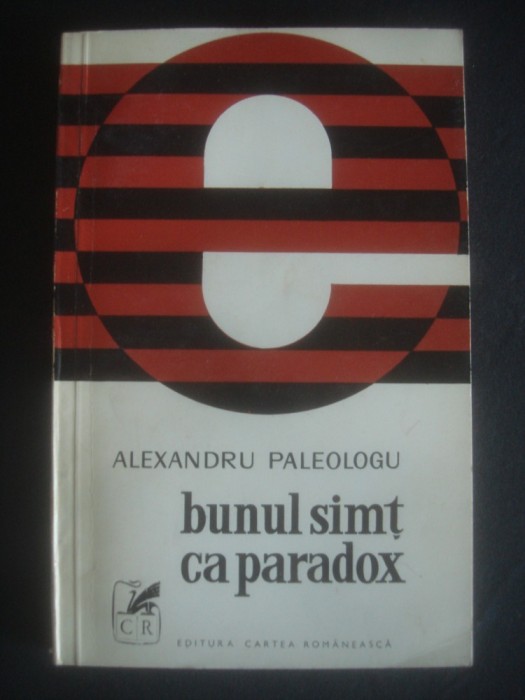 e
ALEXANDRU PALEOLOGU
bunul simț
ca paradox
CR
EDITURA CARTEA ROMÂNEASCĂ